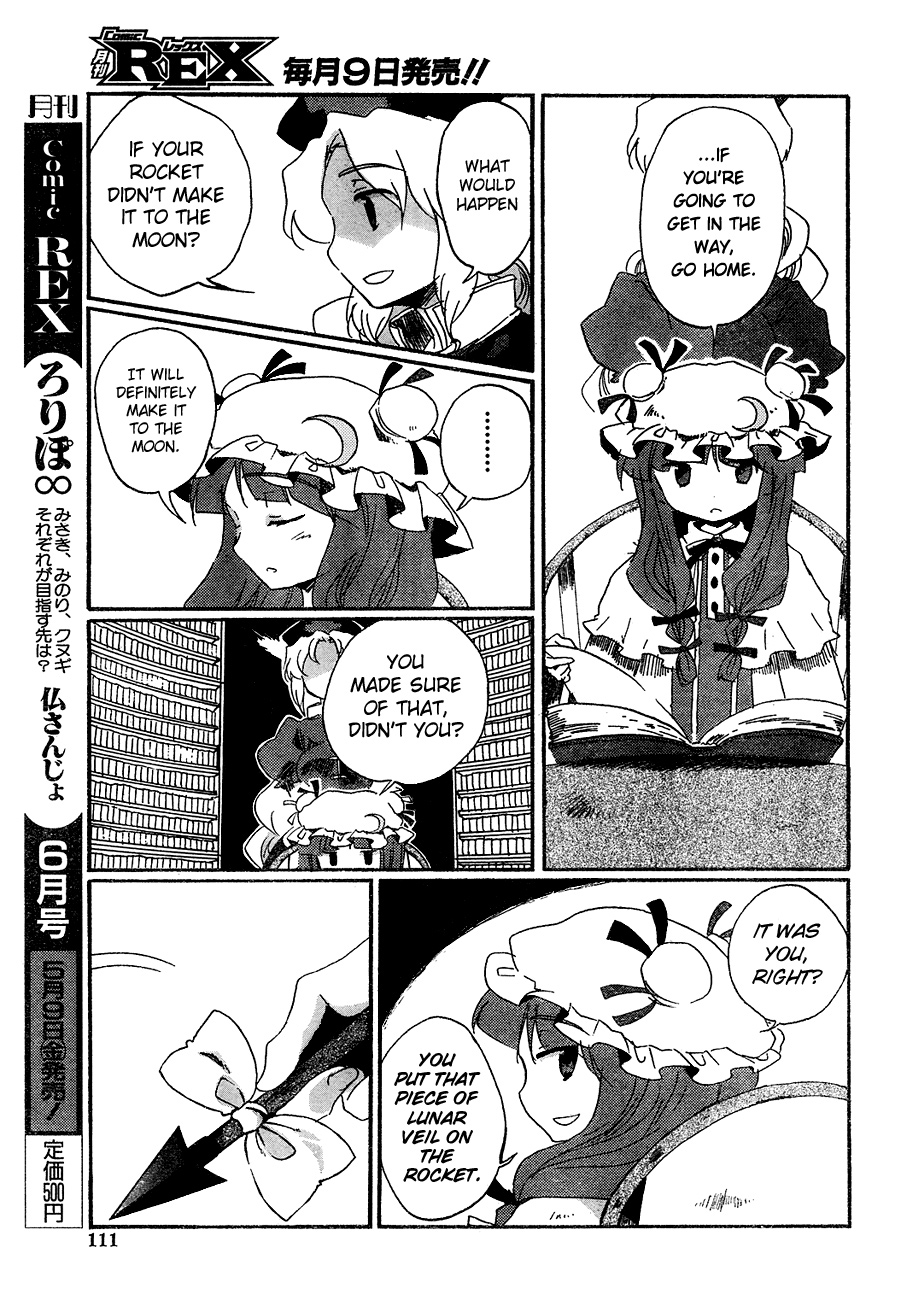 Comic
月刊
レックス
REX
毎月9日発売!!
...IF
YOU'RE
GOING TO
GET IN THE
WAY,
GO HOME.
WHAT
WOULD
HAPPEN
IF YOUR
ROCKET
DIDN'T MAKE
IT TO THE
MOON?
.........
IT WILL
DEFINITELY
MAKE IT
TO THE
MOON.
YOU
MADE SURE
OF THAT,
DIDN'T YOU?
IT WAS
YOU,
RIGHT?
YOU
PUT THAT
PIECE OF
LUNAR
VEIL ON
THE
ROCKET.
月刊
Comic REX
ろりぽ∞
みさき、みのり、クヌギ
それぞれが目指す先は?
仏さんじょ
6月号
5月9日金発売!
定価500円
111